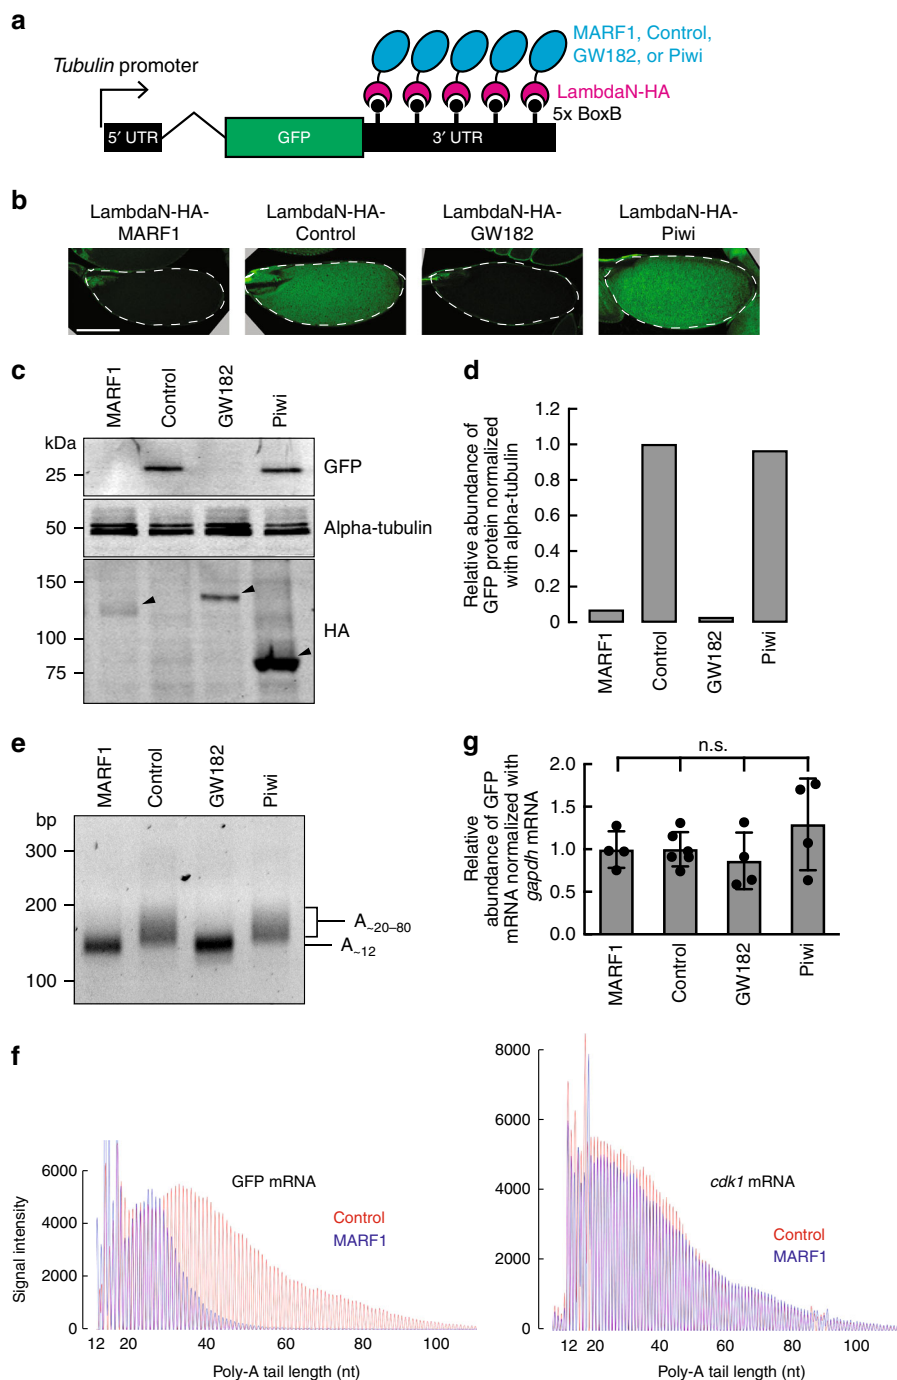 a
MARF1, Control,
GW182, or Piwi
Tubulin promoter
LambdaN-HA
5x BoxB
5′ UTR
GFP
3′ UTR
b
LambdaN-HA-
MARF1
LambdaN-HA-
Control
LambdaN-HA-
GW182
LambdaN-HA-
Piwi
c
MARF1
Control
GW182
Piwi
kDa
25
GFP
50
Alpha-tubulin
150
100
75
HA
d
Relative abundance of
GFP protein normalized
with alpha-tubulin
1.2
1.0
0.8
0.6
0.4
0.2
0
MARF1
Control
GW182
Piwi
e
MARF1
Control
GW182
Piwi
bp
300
200
100
A~20–80
A~12
g
n.s.
Relative
abundance of GFP
mRNA normalized with
gapdh mRNA
2.0
1.5
1.0
0.5
0
MARF1
Control
GW182
Piwi
f
Signal intensity
6000
4000
2000
0
GFP mRNA
Control
MARF1
12 20 40 60 80 100
Poly-A tail length (nt)
8000
6000
4000
2000
0
cdk1 mRNA
Control
MARF1
12 20 40 60 80 100
Poly-A tail length (nt)